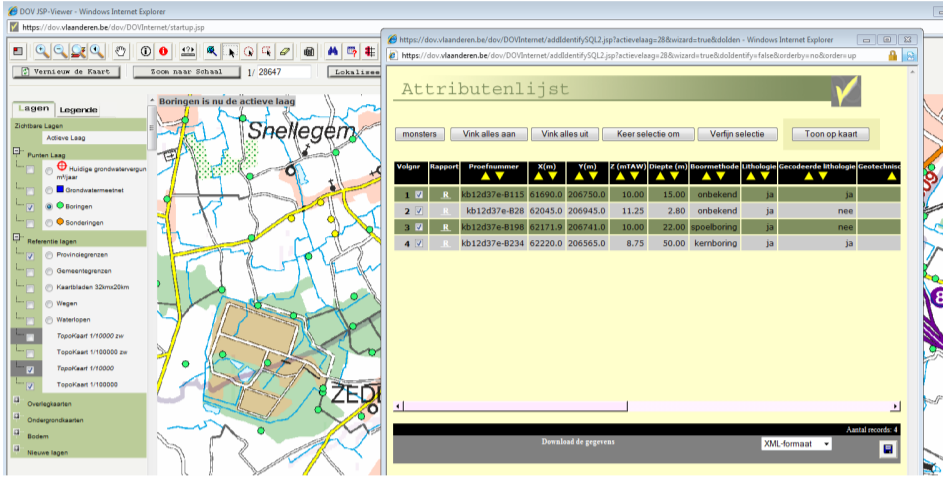 DOV JSP-Viewer - Windows Internet Explorer
https://dov.vlaanderen.be/dov/DOVInternet/startup.jsp
Vernieuw de Kaart
Zoom naar Schaal
1/ 28647
Lokalisee
Lagen
Legende
Zichtbare Lagen
Actieve Laag
Punten Laag
Huidige grondwatervergun
m³/jaar
Grondwatermeetnet
Boringen
Sonderingen
Referentie lagen
Provinciegrenzen
Gemeentegrenzen
Kaartbladen 32kmx20km
Wegen
Waterlopen
TopoKaart 1/10000 zw
TopoKaart 1/100000 zw
TopoKaart 1/10000
TopoKaart 1/100000
Overlegkaarten
Ondergrondkaarten
Bodem
Nieuwe lagen
Boringen is nu de actieve laag
Snellegem
ZEDE
https://dov.vlaanderen.be/dov/DOVInternet/addIdentifySQL2.jsp?actievelaag=28&wizard=true&doIden - Windows Internet Explorer
https://dov.vlaanderen.be/dov/DOVInternet/addIdentifySQL2.jsp?actievelaag=28&wizard=true&doIdentify=false&orderby=no&order=up
Attributenlijst
monsters
Vink alles aan
Vink alles uit
Keer selectie om
Verfijn selectie
Toon op kaart
Volgnr Rapport Proefnummer X(m) Y(m) Z (mTAW) Diepte (m) Boormethode Lithologie Gecodeerde lithologie Geotechnisc
1 R kb12d37e-B115 61690.0 206750.0 10.00 15.00 onbekend ja ja
2 R kb12d37e-B28 62045.0 206945.0 11.25 2.80 onbekend ja nee
3 R kb12d37e-B198 62171.9 206741.0 10.00 22.00 spoelboring ja nee
4 R kb12d37e-B234 62220.0 206565.0 8.75 50.00 kernboring ja ja
Aantal records: 4
Download de gegevens
XML-formaat
8